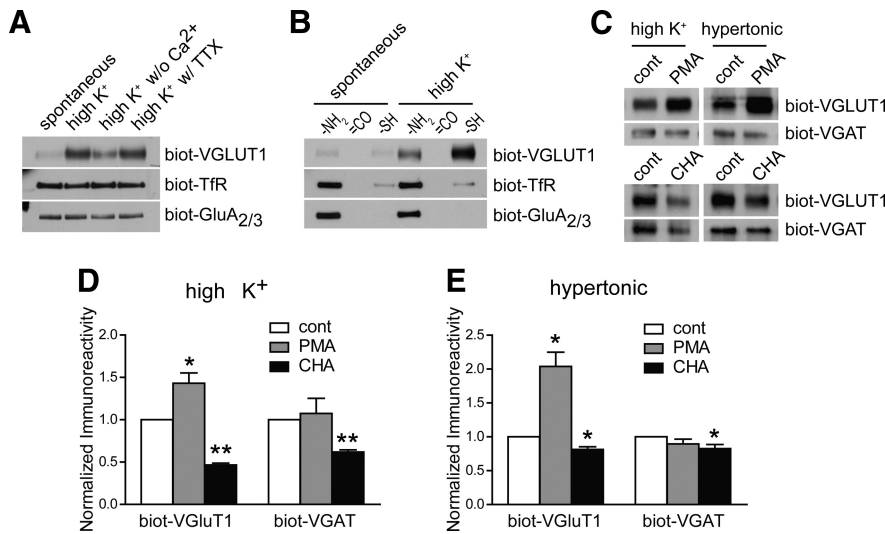 A
spontaneous
high K⁺
high K⁺ w/o Ca²⁺
high K⁺ w/ TTX
biot-VGLUT1
biot-TfR
biot-GluA₂/₃
B
spontaneous
high K⁺
-NH₂ =CO -SH -NH₂ =CO -SH
biot-VGLUT1
biot-TfR
biot-GluA₂/₃
C
high K⁺ hypertonic
cont PMA cont PMA
biot-VGLUT1
biot-VGAT
cont CHA cont CHA
biot-VGLUT1
biot-VGAT
D
high K⁺
Normalized Immunoreactivity
2.0
1.5
1.0
0.5
0.0
cont
PMA
CHA
*
**
**
biot-VGluT1 biot-VGAT
E
hypertonic
Normalized Immunoreactivity
2.5
2.0
1.5
1.0
0.5
0.0
cont
PMA
CHA
*
*
*
biot-VGluT1 biot-VGAT